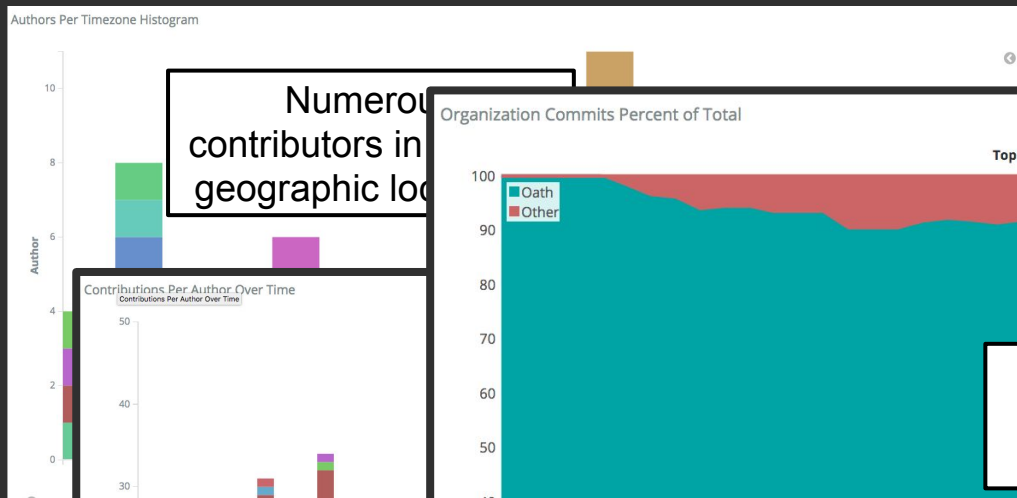 Authors Per Timezone Histogram
10
8
6
4
2
0
Author
contributors in
geographic
Contributions Per Author Over Time
Contributions Per Author Over Time
50
40
30
Organization Commits Percent of Total
Top
100
90
80
70
60
50
Oath
Other